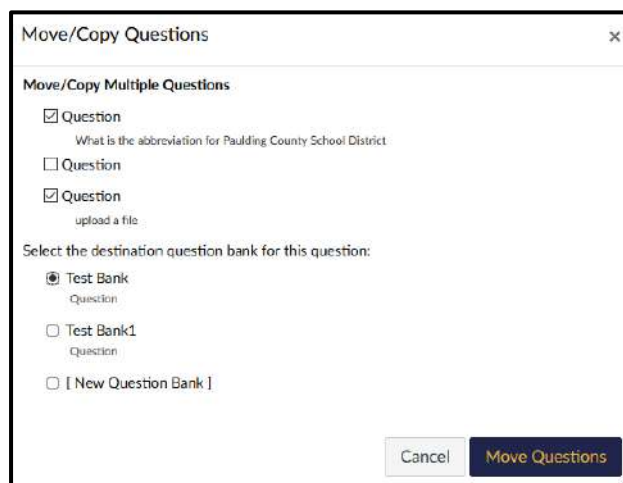 Move/Copy Questions
×
Move/Copy Multiple Questions
Question
What is the abbreviation for Paulding County School District
Question
Question
upload a file
Select the destination question bank for this question:
Test Bank
Question
Test Bank1
Question
[ New Question Bank ]
Cancel Move Questions